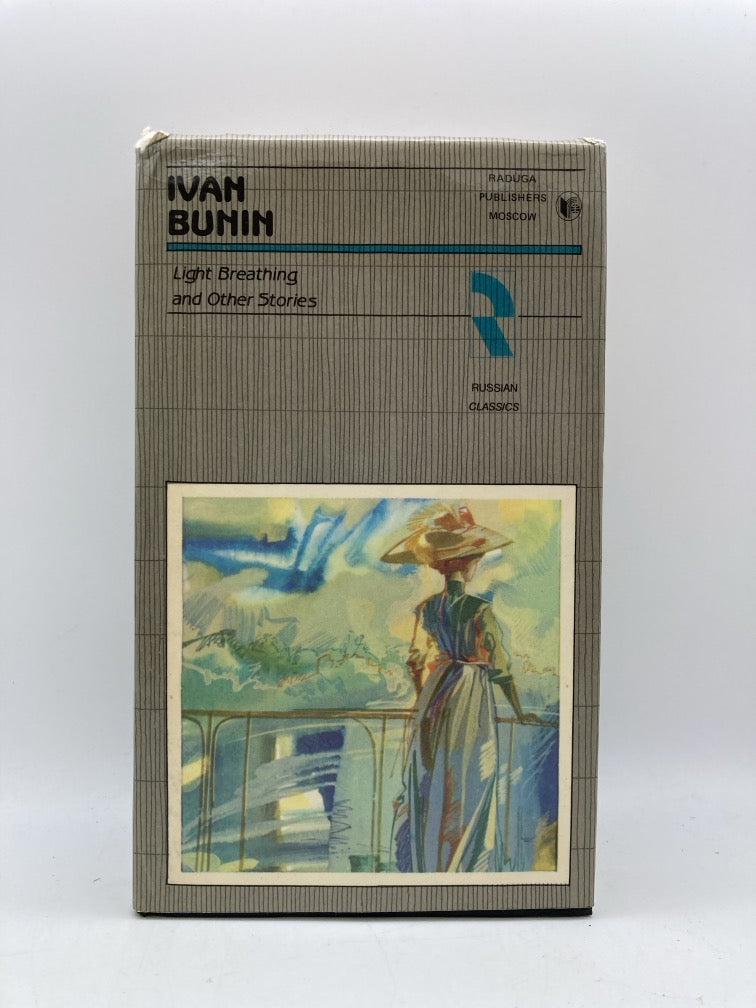 IVAN
BUNIN
RADUGA
PUBLISHERS
MOSCOW
Light Breathing
and Other Stories
R
RUSSIAN
CLASSICS